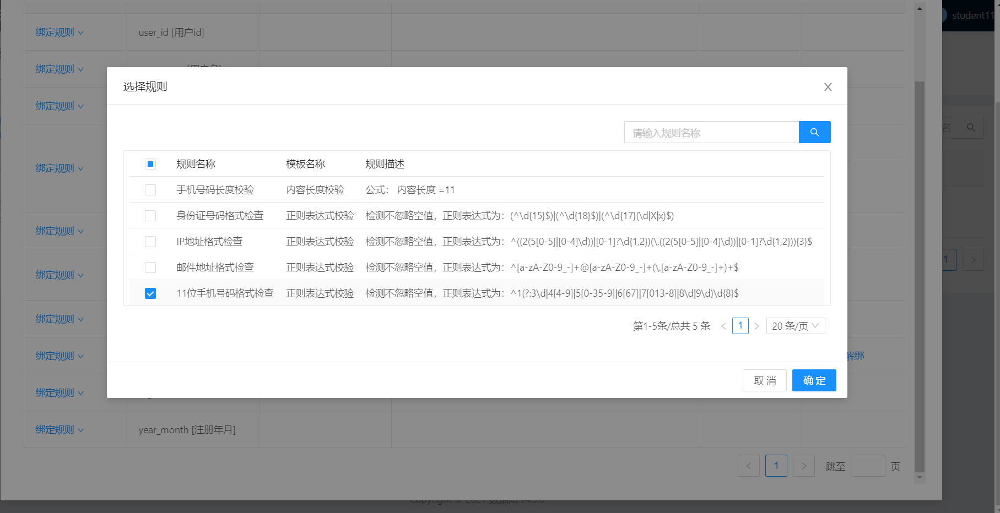 student11
绑定规则 user_id [用户id]
绑定规则 [用户名]
选择规则
绑定规则
请输入规则名称
名
规则名称 模板名称 规则描述
绑定规则
手机号码长度校验 内容长度校验 公式： 内容长度 =11
身份证号码格式检查 正则表达式校验 检测不忽略空值，正则表达式为：(^\d{15}$)|(^\d{18}$)|(^\d{17}(\d|X|x)$)
绑定规则
IP地址格式检查 正则表达式校验 检测不忽略空值，正则表达式为：^((2(5[0-5]|[0-4]\d))|[0-1]?\d{1,2})(\.((2(5[0-5]|[0-4]\d))|[0-1]?\d{1,2})){3}$
1
邮件地址格式检查 正则表达式校验 检测不忽略空值，正则表达式为：^[a-zA-Z0-9_-]+@[a-zA-Z0-9_-]+(\.[a-zA-Z0-9_-]+)+$
绑定规则
11位手机号码格式检查 正则表达式校验 检测不忽略空值，正则表达式为：^1(?:3\d|4[4-9]|5[0-35-9]|6[67]|7[013-8]|8\d|9\d)\d{8}$
绑定规则
第1-5条/总共 5 条 < 1 > 20 条/页
绑定规则 解绑
取 消 确 定
绑定规则
绑定规则 year_month [注册年月]
< 1 > 跳至 页